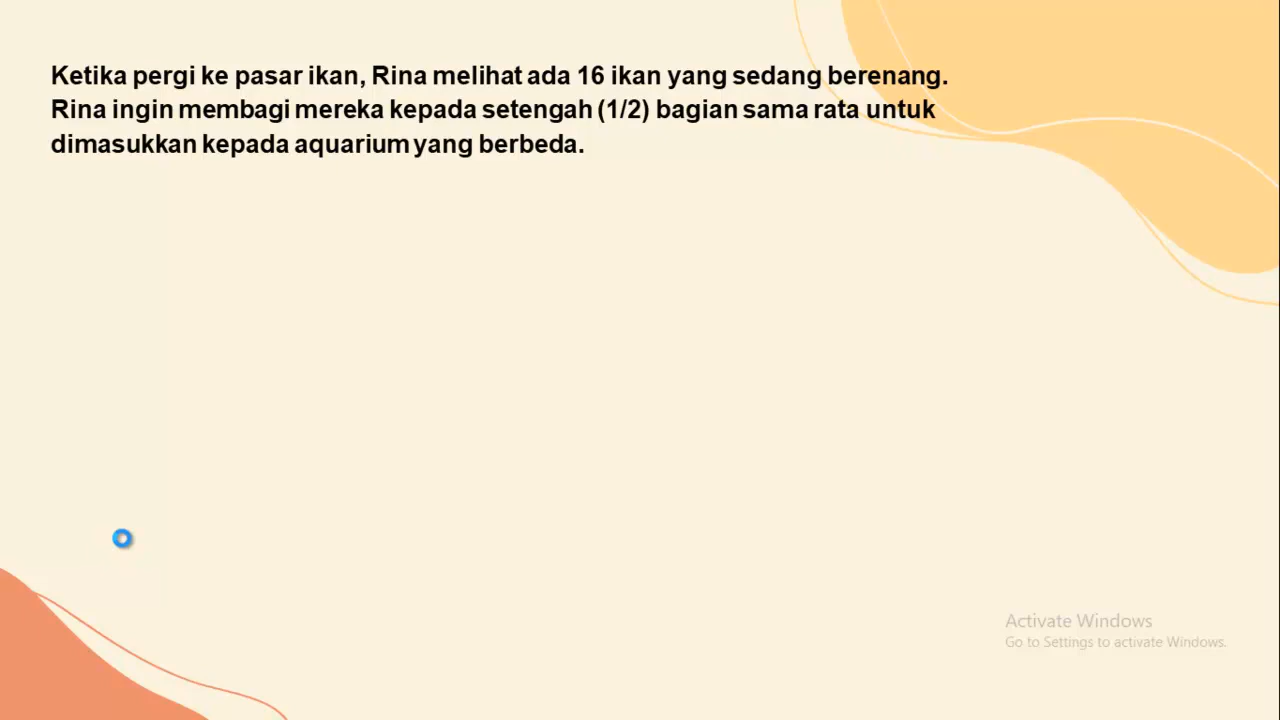 Ketika pergi ke pasar ikan, Rina melihat ada 16 ikan yang sedang berenang.
Rina ingin membagi mereka kepada setengah (1/2) bagian sama rata untuk
dimasukkan kepada aquarium yang berbeda.
Activate Windows
Go to Settings to activate Windows.